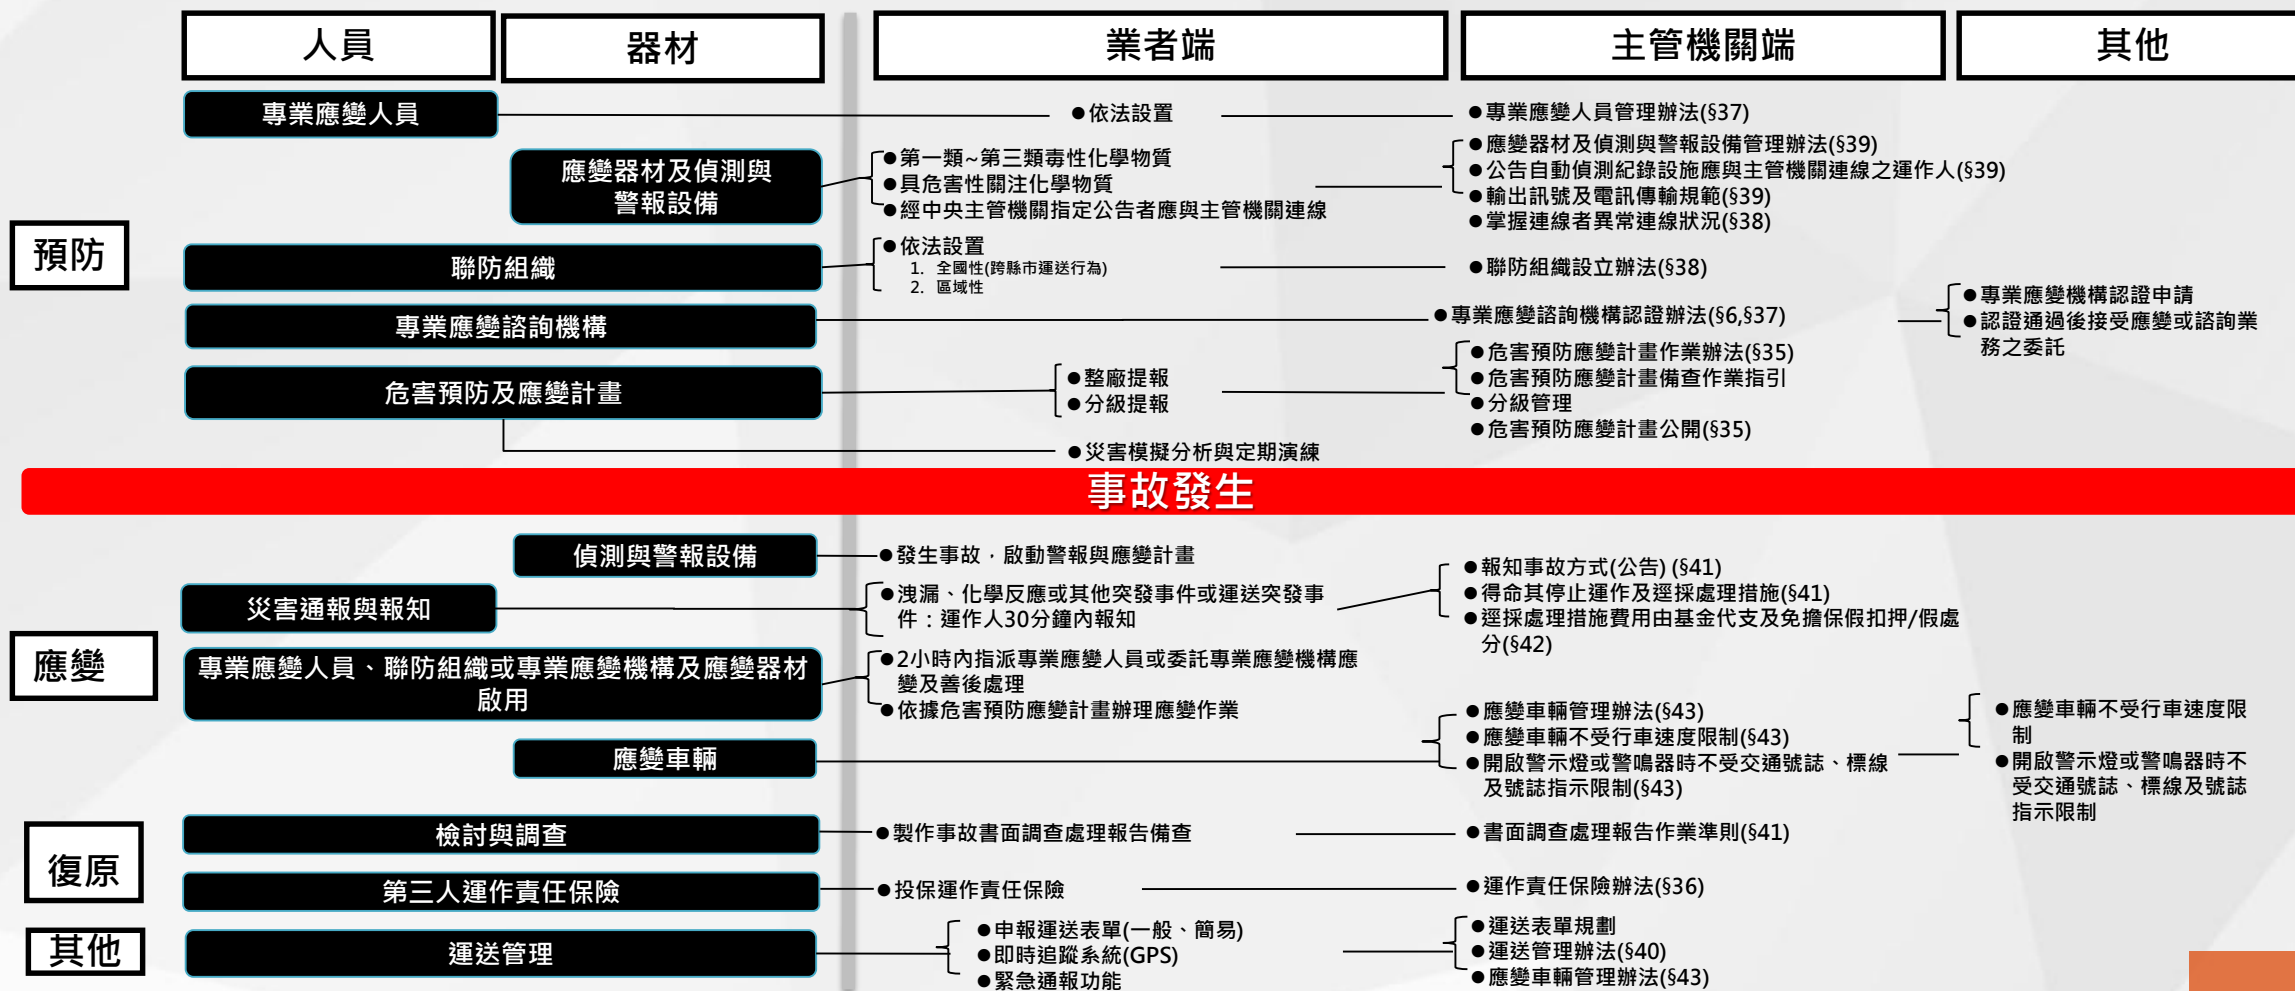 人員
器材
業者端
主管機關端
其他
預防
專業應變人員
●依法設置
●專業應變人員管理辦法(§37)
應變器材及偵測與
警報設備
●第一類~第三類毒性化學物質
●具危害性關注化學物質
●經中央主管機關指定公告者應與主管機關連線
●應變器材及偵測與警報設備管理辦法(§39)
●公告自動偵測紀錄設施應與主管機關連線之運作人(§39)
●輸出訊號及電訊傳輸規範(§39)
●掌握連線者異常連線狀況(§38)
聯防組織
●依法設置
1. 全國性(跨縣市運送行為)
2. 區域性
●聯防組織設立辦法(§38)
專業應變諮詢機構
●專業應變諮詢機構認證辦法(§6,§37)
●專業應變機構認證申請
●認證通過後接受應變或諮詢業
務之委託
危害預防及應變計畫
●整廠提報
●分級提報
●危害預防應變計畫作業辦法(§35)
●危害預防應變計畫備查作業指引
●分級管理
●危害預防應變計畫公開(§35)
●災害模擬分析與定期演練
事故發生
應變
偵測與警報設備
●發生事故，啟動警報與應變計畫
災害通報與報知
●洩漏、化學反應或其他突發事件或運送突發事
件：運作人30分鐘內報知
●報知事故方式(公告) (§41)
●得命其停止運作及逕採處理措施(§41)
●逕採處理措施費用由基金代支及免擔保假扣押/假處
分(§42)
專業應變人員、聯防組織或專業應變機構及應變器材
啟用
●2小時內指派專業應變人員或委託專業應變機構應
變及善後處理
●依據危害預防應變計畫辦理應變作業
應變車輛
●應變車輛管理辦法(§43)
●應變車輛不受行車速度限制(§43)
●開啟警示燈或警鳴器時不受交通號誌、標線
及號誌指示限制(§43)
●應變車輛不受行車速度限
制
●開啟警示燈或警鳴器時不
受交通號誌、標線及號誌
指示限制
復原
檢討與調查
●製作事故書面調查處理報告備查
●書面調查處理報告作業準則(§41)
第三人運作責任保險
●投保運作責任保險
●運作責任保險辦法(§36)
其他
運送管理
●申報運送表單(一般、簡易)
●即時追蹤系統(GPS)
●緊急通報功能
●運送表單規劃
●運送管理辦法(§40)
●應變車輛管理辦法(§43)